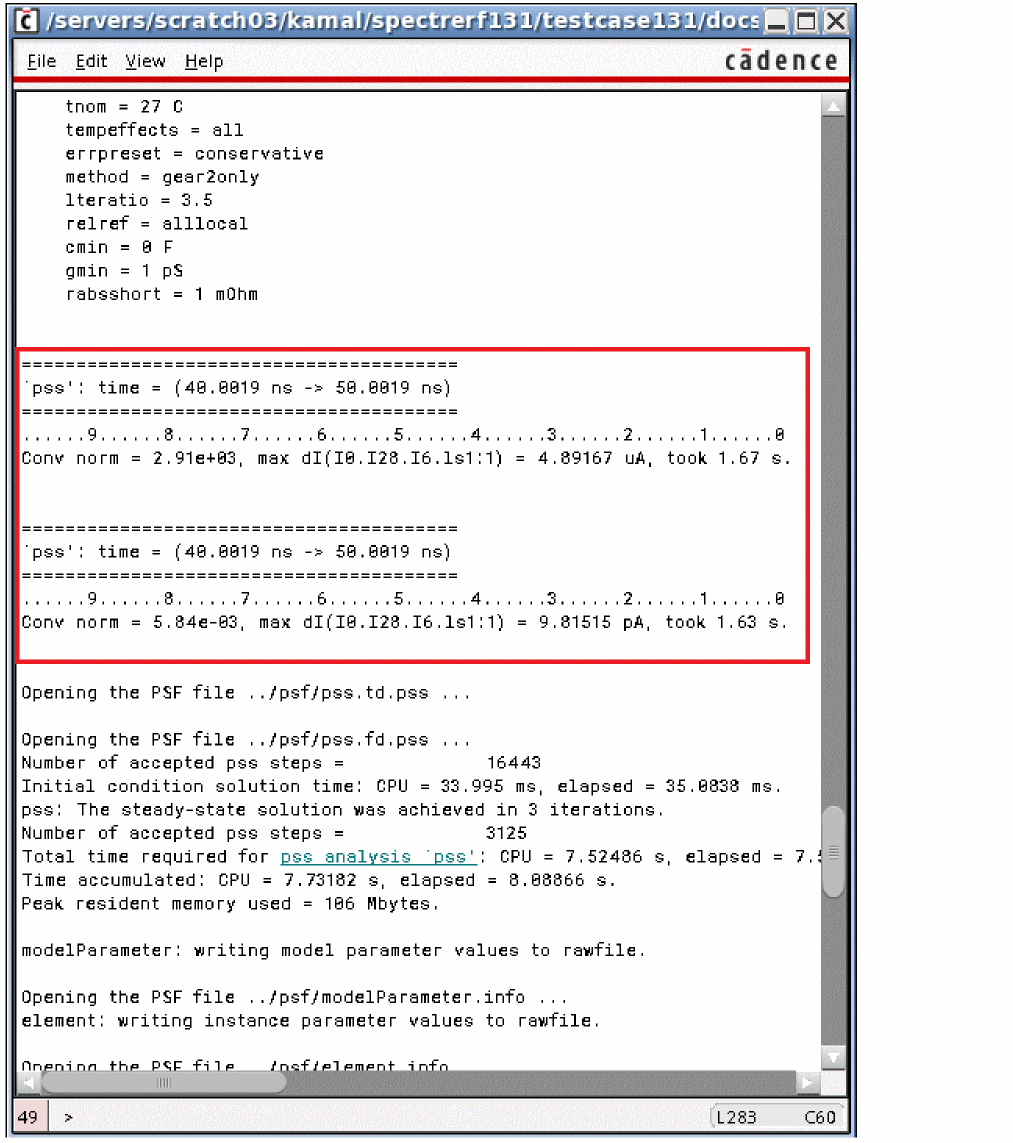 /servers/scratch03/kamal/spectrerf131/testcase131/docs
File Edit View Help
cādence
tnom = 27 C
tempeffects = all
errpreset = conservative
method = gear2only
lteratio = 3.5
relref = alllocal
cmin = 0 F
gmin = 1 pS
rabsshort = 1 mOhm
========================================
`pss': time = (40.0019 ns -> 50.0019 ns)
========================================
......9......8......7......6......5......4......3......2......1......0
Conv norm = 2.91e+03, max dI(I0.I28.I6.ls1:1) = 4.89167 uA, took 1.67 s.
========================================
`pss': time = (40.0019 ns -> 50.0019 ns)
========================================
......9......8......7......6......5......4......3......2......1......0
Conv norm = 5.84e-03, max dI(I0.I28.I6.ls1:1) = 9.81515 pA, took 1.63 s.
Opening the PSF file ../psf/pss.td.pss ...
Opening the PSF file ../psf/pss.fd.pss ...
Number of accepted pss steps =             16443
Initial condition solution time: CPU = 33.995 ms, elapsed = 35.0838 ms.
pss: The steady-state solution was achieved in 3 iterations.
Number of accepted pss steps =             3125
Total time required for pss analysis `pss': CPU = 7.52486 s, elapsed = 7.
Time accumulated: CPU = 7.73182 s, elapsed = 8.08866 s.
Peak resident memory used = 106 Mbytes.
modelParameter: writing model parameter values to rawfile.
Opening the PSF file ../psf/modelParameter.info ...
element: writing instance parameter values to rawfile.
Opening the PSF file ../psf/element.info
49 >
L283 C60